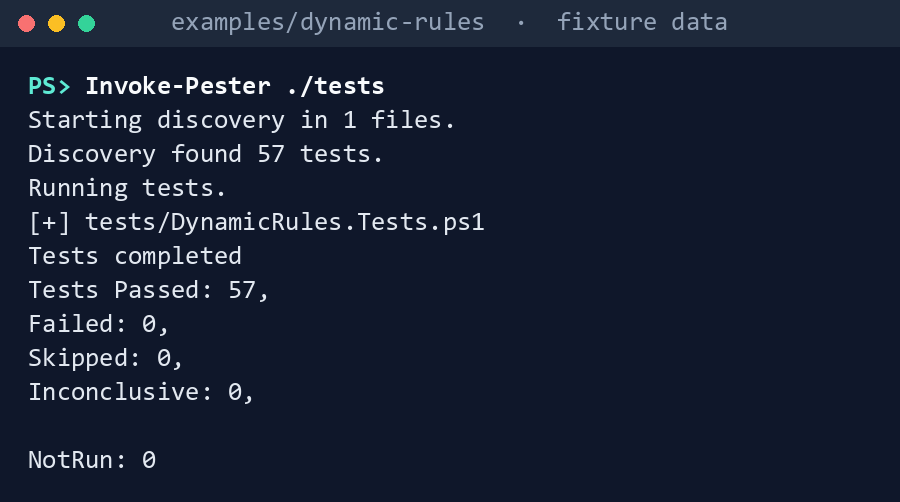 examples/dynamic-rules · fixture data
PS> Invoke-Pester ./tests
Starting discovery in 1 files.
Discovery found 57 tests.
Running tests.
[+] tests/DynamicRules.Tests.ps1
Tests completed
Tests Passed: 57,
Failed: 0,
Skipped: 0,
Inconclusive: 0,
NotRun: 0